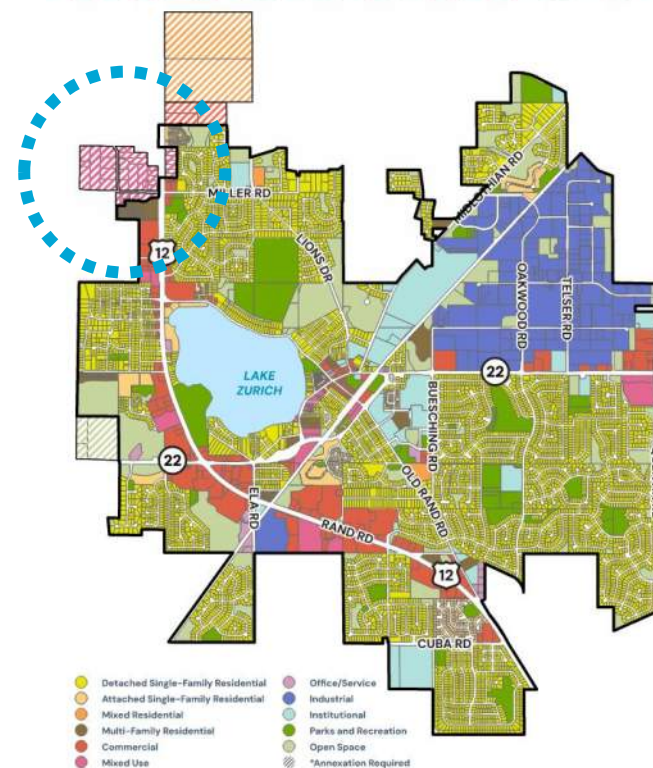 MIDLOTHIAN RD
MILLER RD
LIONS DR
12
OAKWOOD RD
TELSER RD
LAKE
ZURICH
22
BUESCHING RD
22
ELA RD
OLD RAND RD
RAND RD
12
CUBA RD
Detached Single-Family Residential
Attached Single-Family Residential
Mixed Residential
Multi-Family Residential
Commercial
Mixed Use
Office/Service
Industrial
Institutional
Parks and Recreation
Open Space
*Annexation Required